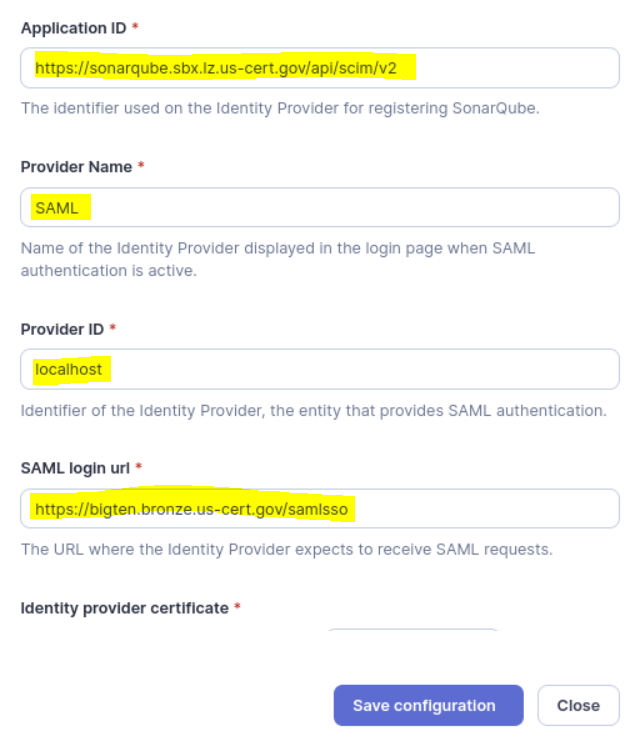 Application ID *
https://sonarqube.sbx.lz.us-cert.gov/api/scim/v2
The identifier used on the Identity Provider for registering SonarQube.
Provider Name *
SAML
Name of the Identity Provider displayed in the login page when SAML
authentication is active.
Provider ID *
localhost
Identifier of the Identity Provider, the entity that provides SAML authentication.
SAML login url *
https://bigten.bronze.us-cert.gov/samlsso
The URL where the Identity Provider expects to receive SAML requests.
Identity provider certificate *
Save configuration
Close